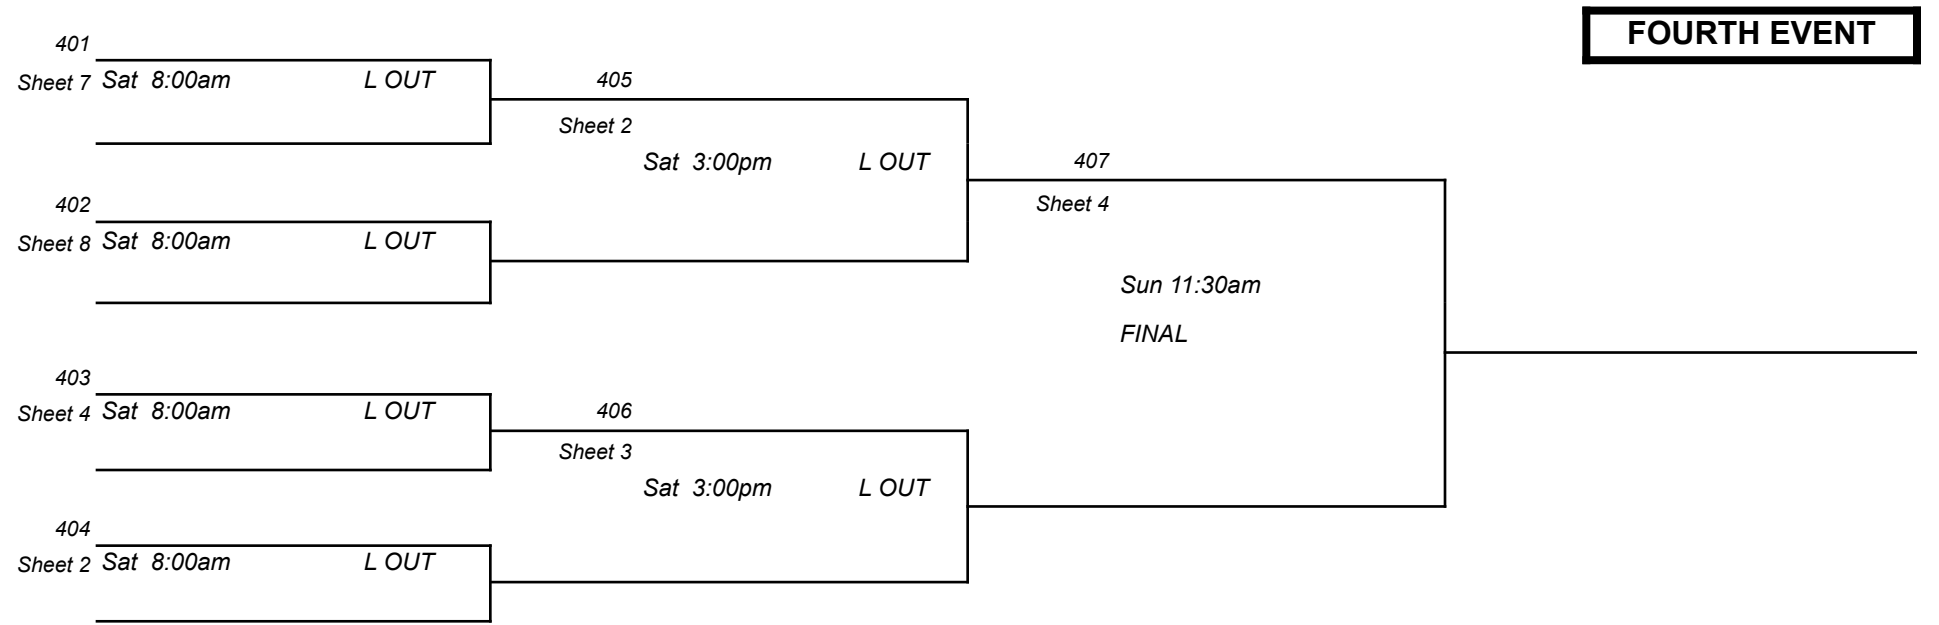 FOURTH EVENT
401
Sheet 7 Sat 8:00am L OUT
405
Sheet 2
Sat 3:00pm L OUT
407
402
Sheet 4
Sheet 8 Sat 8:00am L OUT
Sun 11:30am
FINAL
403
Sheet 4 Sat 8:00am L OUT
406
Sheet 3
Sat 3:00pm L OUT
404
Sheet 2 Sat 8:00am L OUT